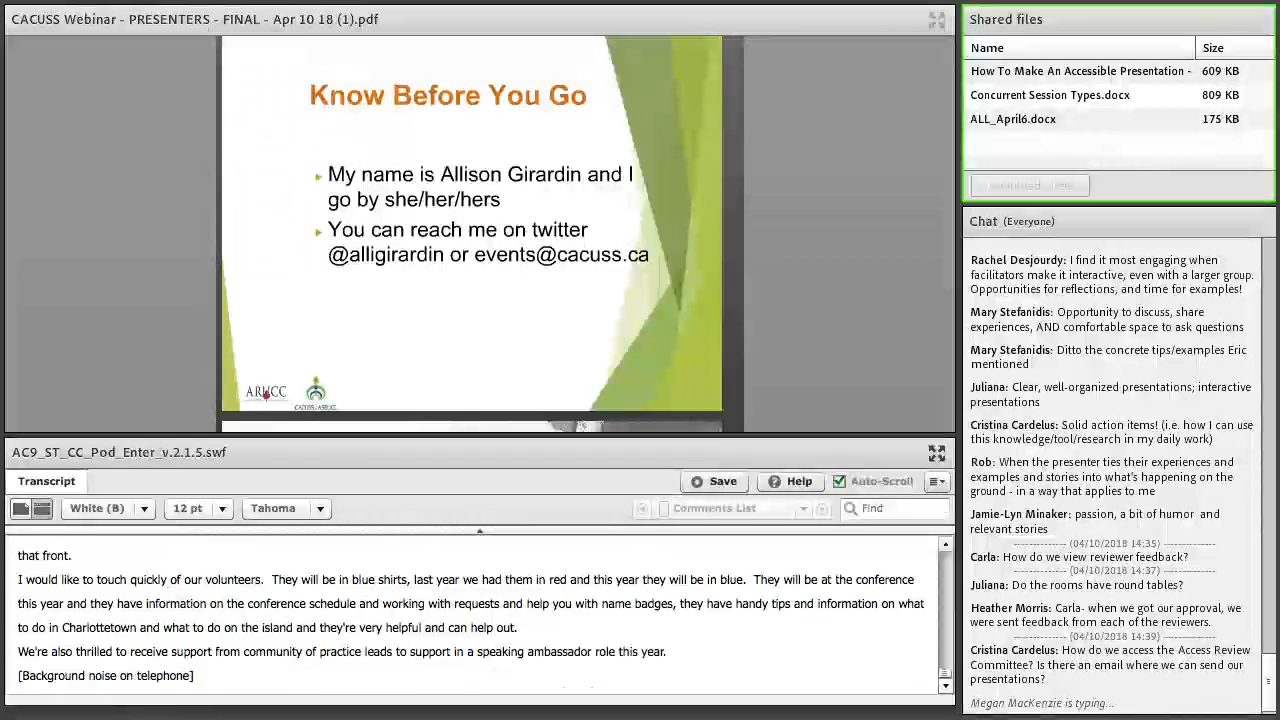 CACUSS Webinar - PRESENTERS - FINAL - Apr 10 18 (1).pdf
Know Before You Go
My name is Allison Girardin and I
go by she/her/hers
You can reach me on twitter
@alligirardin or events@cacuss.ca
ARUCC
CACUSS / ASEUCC
AC9_ST_CC_Pod_Enter_v.2.1.5.swf
Transcript
Save
Help
Auto-Scroll
White (B)
12 pt
Tahoma
Comments List
Find
that front.
I would like to touch quickly of our volunteers. They will be in blue shirts, last year we had them in red and this year they will be in blue. They will be at the conference
this year and they have information on the conference schedule and working with requests and help you with name badges, they have handy tips and information on what
to do in Charlottetown and what to do on the island and they're very helpful and can help out.
We're also thrilled to receive support from community of practice leads to support in a speaking ambassador role this year.
[Background noise on telephone]
Shared files
Name Size
How To Make An Accessible Presentation - 609 KB
Concurrent Session Types.docx 809 KB
ALL_April6.docx 175 KB
Chat (Everyone)
Rachel Desjourdy: I find it most engaging when
facilitators make it interactive, even with a larger group.
Opportunities for reflections, and time for examples!
Mary Stefanidis: Opportunity to discuss, share
experiences, AND comfortable space to ask questions
Mary Stefanidis: Ditto the concrete tips/examples Eric
mentioned
Juliana: Clear, well-organized presentations; interactive
presentations
Cristina Cardelus: Solid action items! (i.e. how I can use
this knowledge/tool/research in my daily work)
Rob: When the presenter ties their experiences and
examples and stories into what's happening on the
ground - in a way that applies to me
Jamie-Lyn Minaker: passion, a bit of humor and
relevant stories
--------------- (04/10/2018 14:35) ---------------
Carla: How do we view reviewer feedback?
--------------- (04/10/2018 14:37) ---------------
Juliana: Do the rooms have round tables?
Heather Morris: Carla- when we got our approval, we
were sent feedback from each of the reviewers.
--------------- (04/10/2018 14:39) ---------------
Cristina Cardelus: How do we access the Access Review
Committee? Is there an email where we can send our
presentations?
Megan MacKenzie is typing...